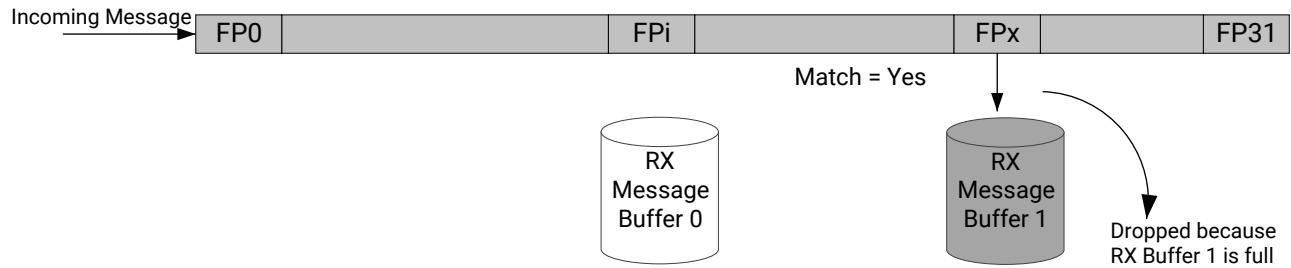 Incoming Message
FP0
FPi
FPx
FP31
Match = Yes
RX
Message
Buffer 0
RX
Message
Buffer 1
Dropped because
RX Buffer 1 is full